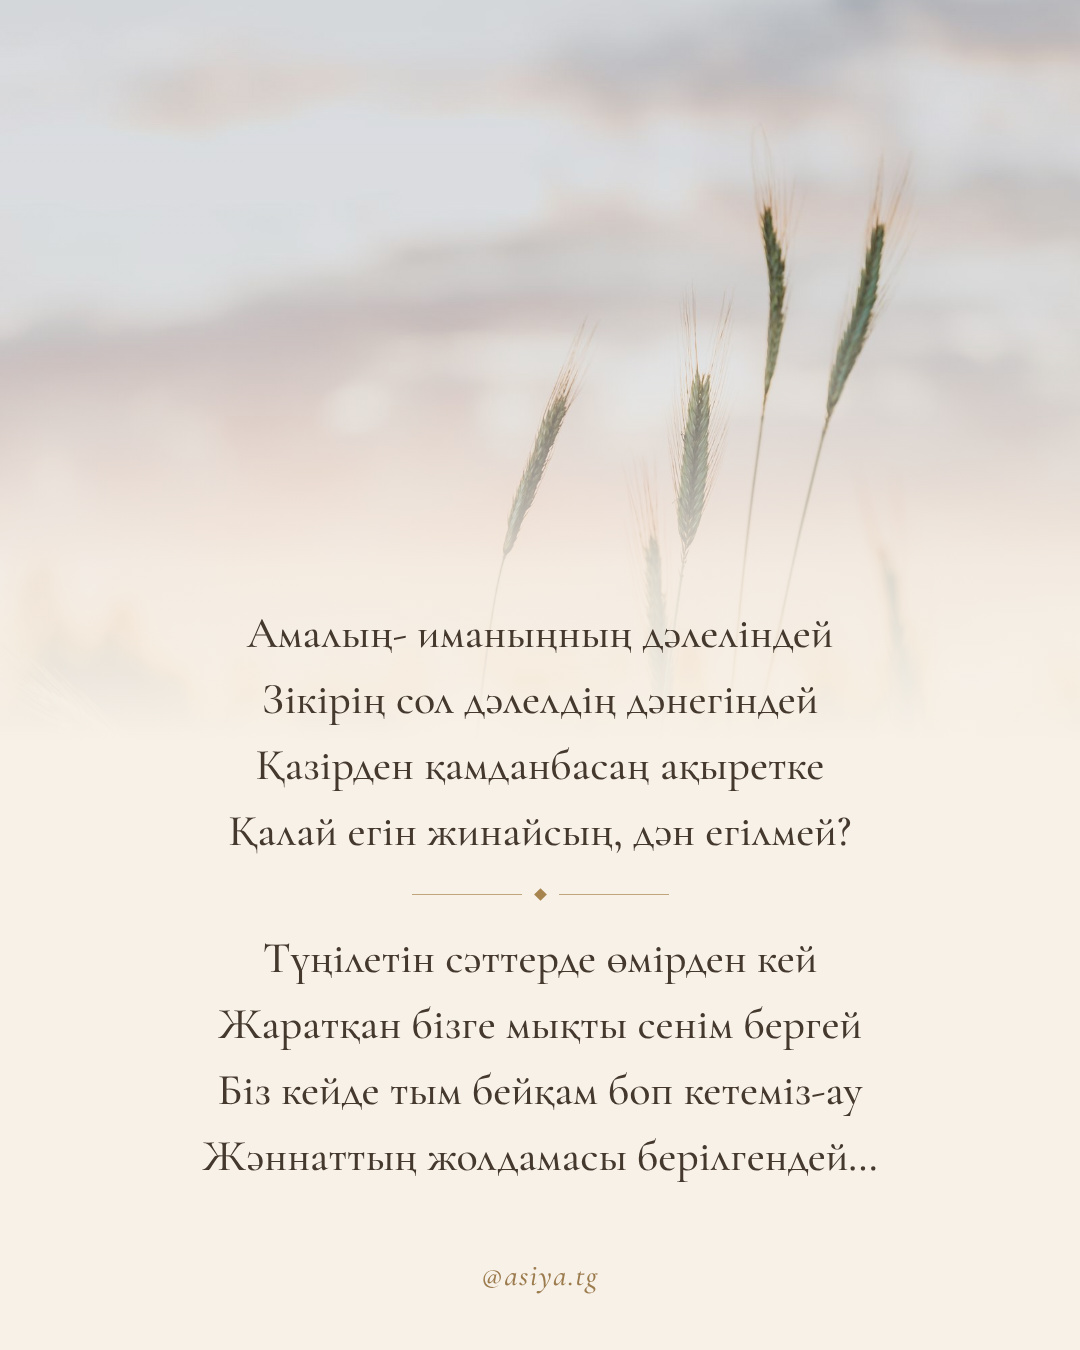 Амалың- иманыңның дәлеліндей
Зікірің сол дәлелдің дәнегіндей
Қазірден қамданбасаң ақыретке
Қалай егін жинайсың, дән егілмей?
Түңілетін сәттерде өмірден кей
Жаратқан бізге мықты сенім бергей
Біз кейде тым бейқам боп кетеміз-ау
Жәннаттың жолдамасы берілгендей...
@asiya.tg